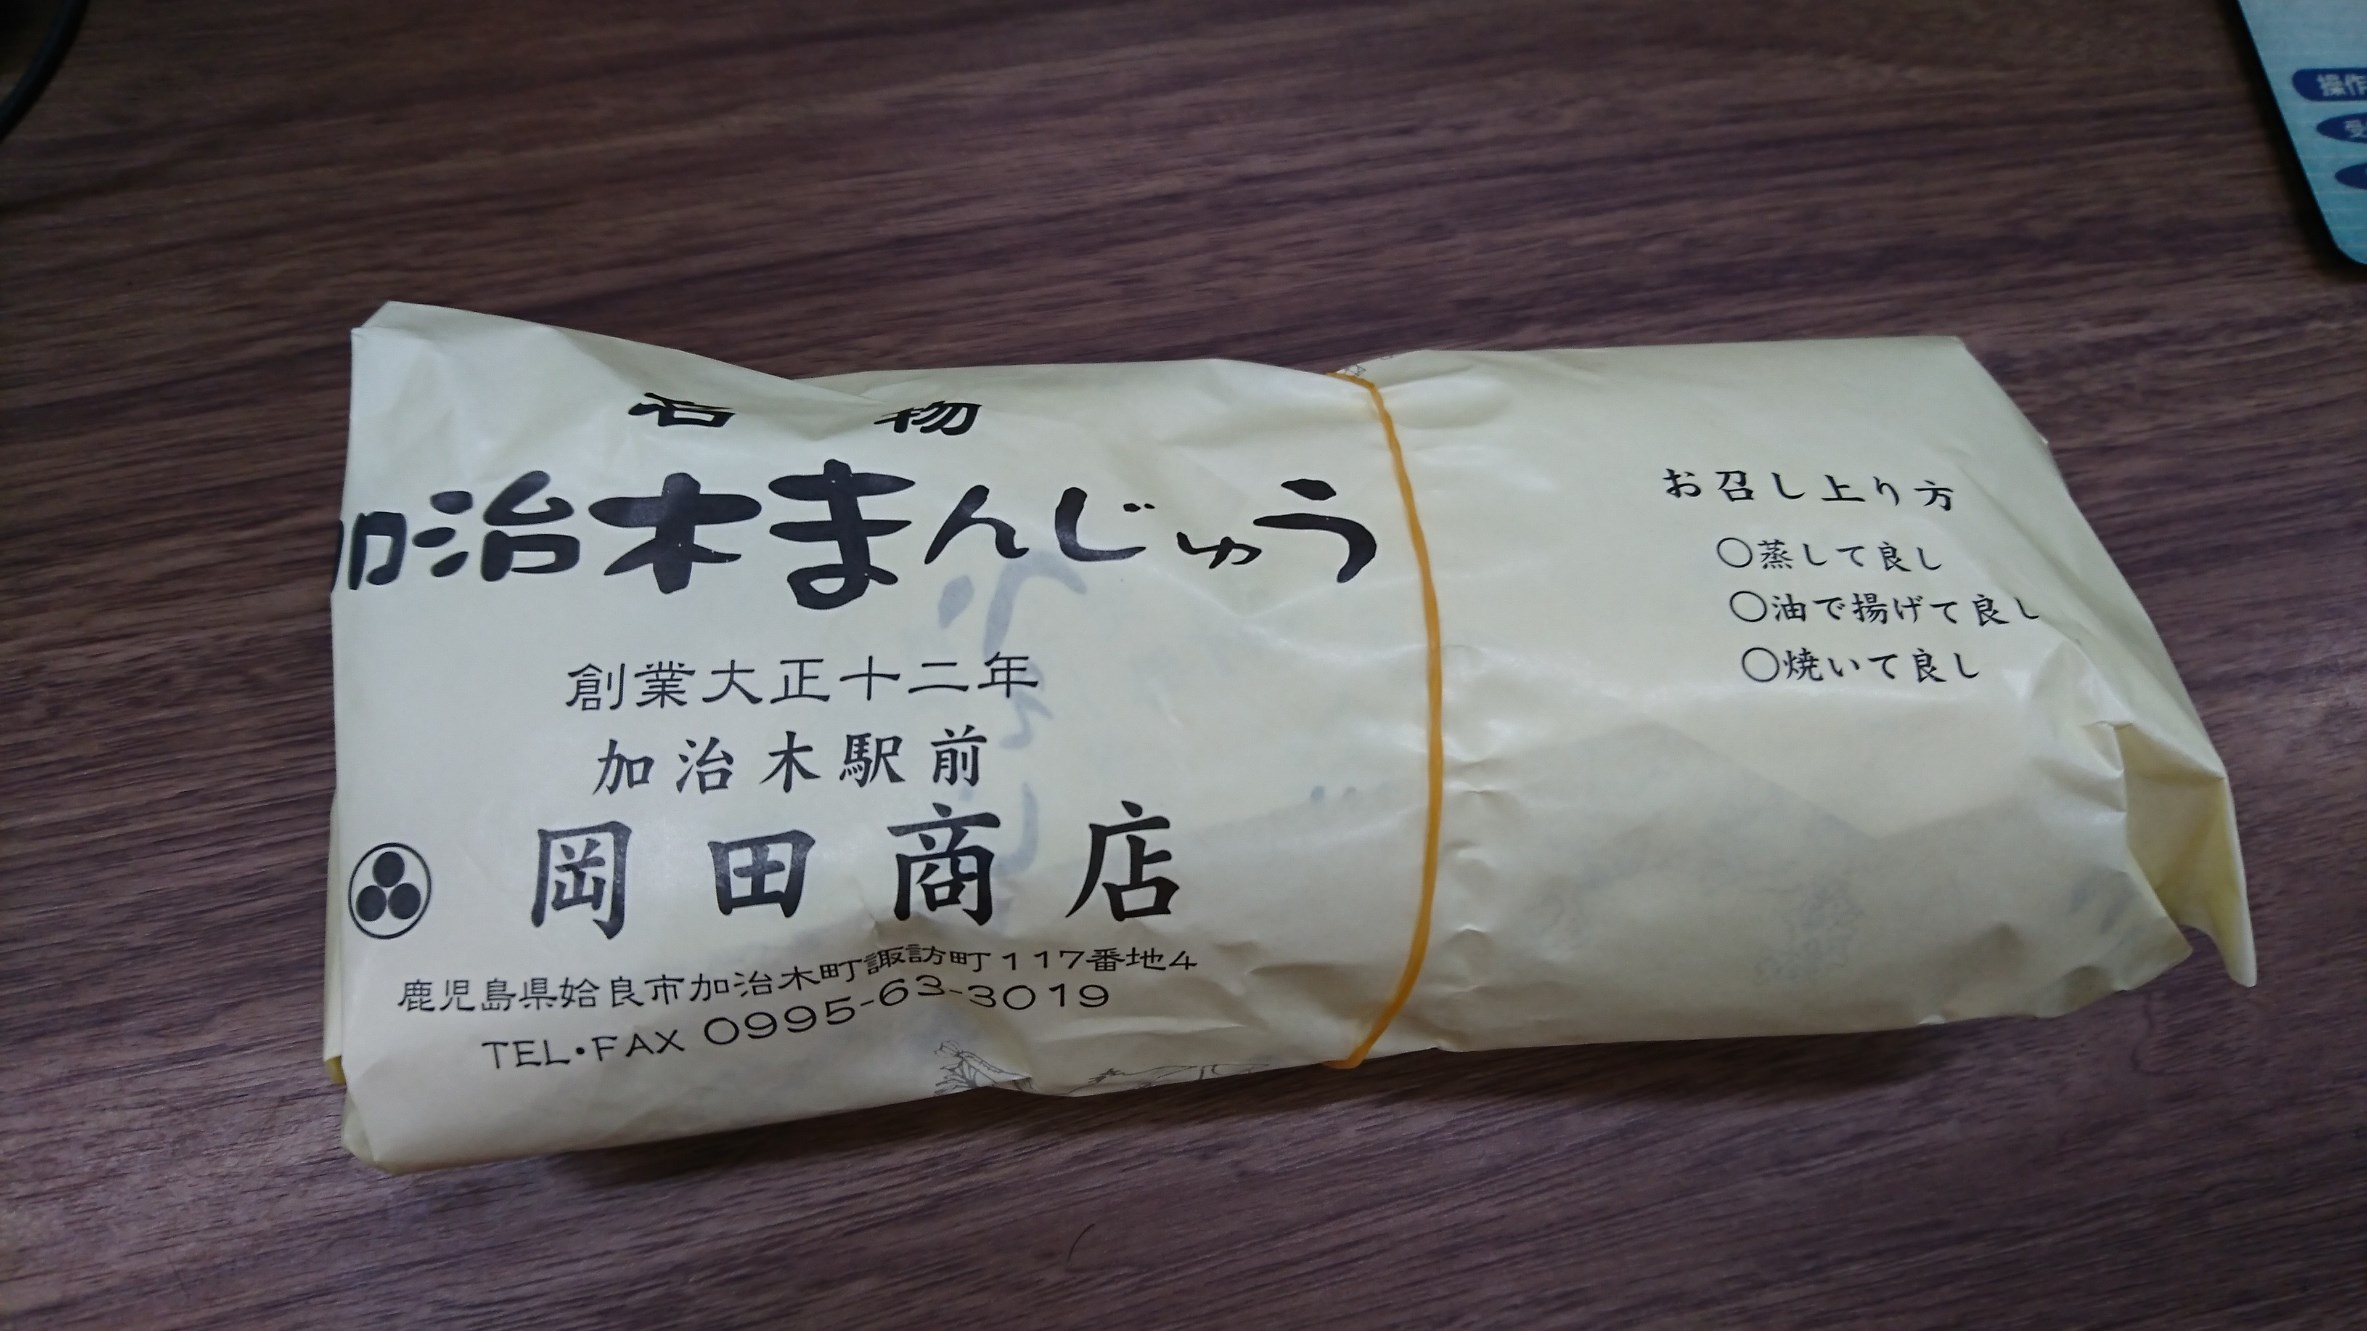 名物
加治木まんじゅう
創業大正十二年
加治木駅前
岡田商店
鹿児島県姶良市加治木町諏訪町117番地4
TEL・FAX 0995-63-3019
お召し上り方
○蒸して良し
○油で揚げて良し
○焼いて良し
操作